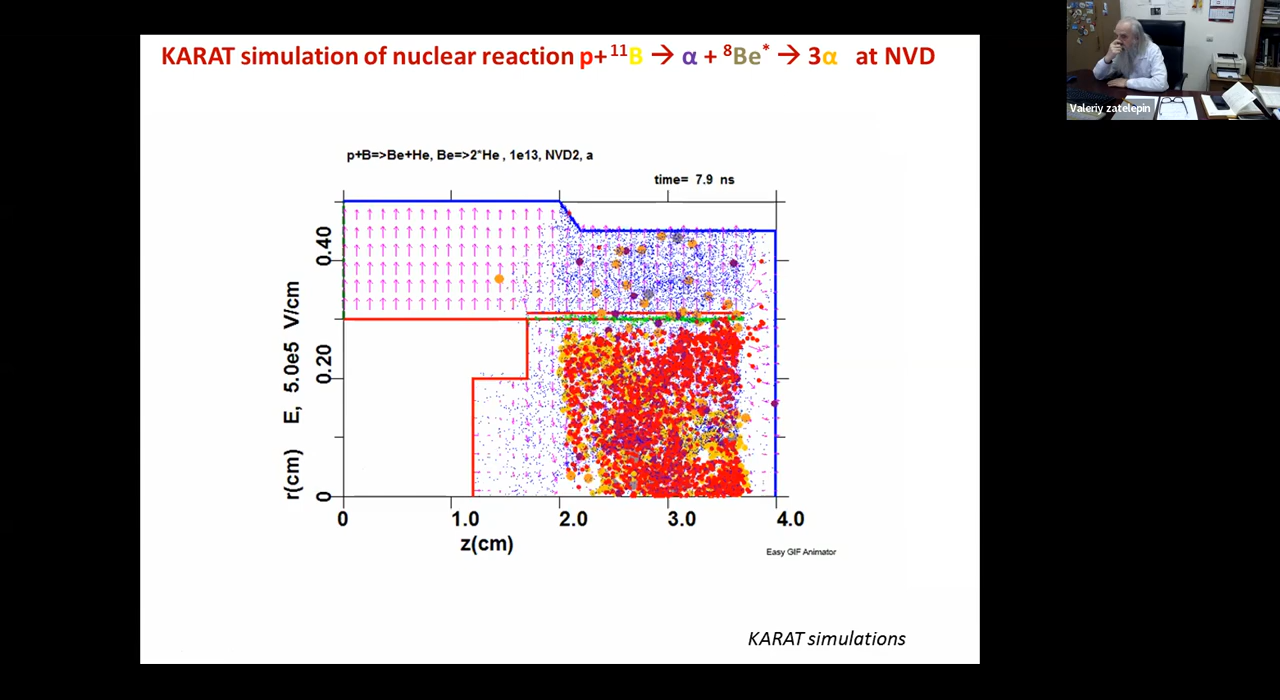 KARAT simulation of nuclear reaction p+¹¹B → α + ⁸Be* → 3α at NVD
Valeriy zatelepin
p+B=>Be+He, Be=>2*He , 1e13, NVD2, a
time= 7.9 ns
r(cm) E, 5.0e5 V/cm
0.40
0.20
0
0 1.0 2.0 3.0 4.0
z(cm)
Easy GIF Animator
KARAT simulations